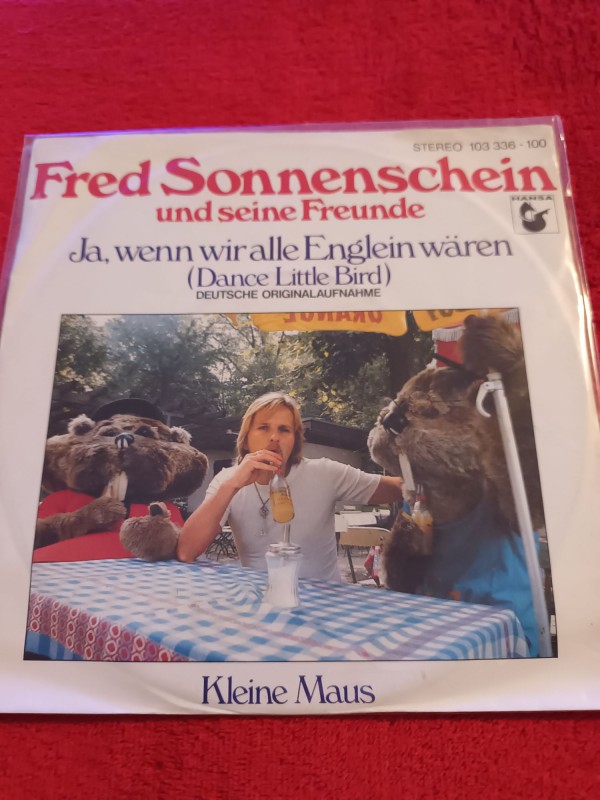 STEREO 103 336 - 100
Fred Sonnenschein
und seine Freunde
HANSA
Ja, wenn wir alle Englein wären
(Dance Little Bird)
DEUTSCHE ORIGINALAUFNAHME
ORANGE
Kleine Maus